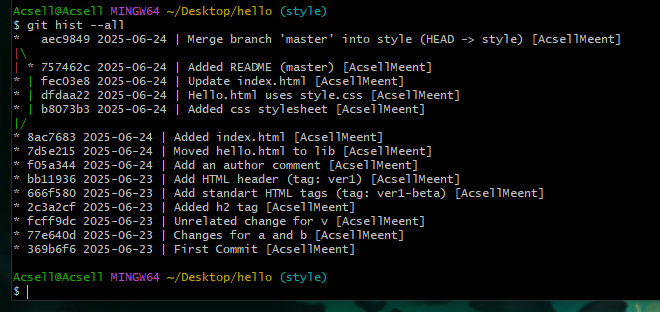 Acsell@Acsell MINGW64 ~/Desktop/hello (style)
$ git hist --all
*   aec9849 2025-06-24 | Merge branch 'master' into style (HEAD -> style) [AcsellMeent]
|\
| * 757462c 2025-06-24 | Added README (master) [AcsellMeent]
* | fec03e8 2025-06-24 | Update index.html [AcsellMeent]
* | dfdaa22 2025-06-24 | Hello.html uses style.css [AcsellMeent]
* | b8073b3 2025-06-24 | Added css stylesheet [AcsellMeent]
|/
* 8ac7683 2025-06-24 | Added index.html [AcsellMeent]
* 7d5e215 2025-06-24 | Moved hello.html to lib [AcsellMeent]
* f05a344 2025-06-24 | Add an author comment [AcsellMeent]
* bb11936 2025-06-23 | Add HTML header (tag: ver1) [AcsellMeent]
* 666f580 2025-06-23 | Add standart HTML tags (tag: ver1-beta) [AcsellMeent]
* 2c3a2cf 2025-06-23 | Added h2 tag [AcsellMeent]
* fcff9dc 2025-06-23 | Unrelated change for v [AcsellMeent]
* 77e640d 2025-06-23 | Changes for a and b [AcsellMeent]
* 369b6f6 2025-06-23 | First Commit [AcsellMeent]
Acsell@Acsell MINGW64 ~/Desktop/hello (style)
$